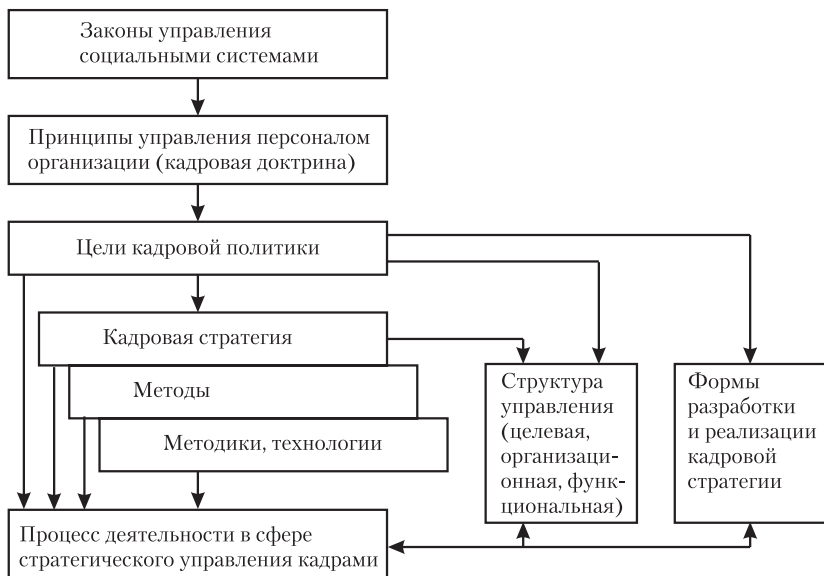 Законы управления
социальными системами
Принципы управления персоналом
организации (кадровая доктрина)
Цели кадровой политики
Кадровая стратегия
Методы
Методики, технологии
Структура
управления
(целевая,
организаци-
онная, функ-
циональная)
Формы
разработки
и реализации
кадровой
стратегии
Процесс деятельности в сфере
стратегического управления кадрами